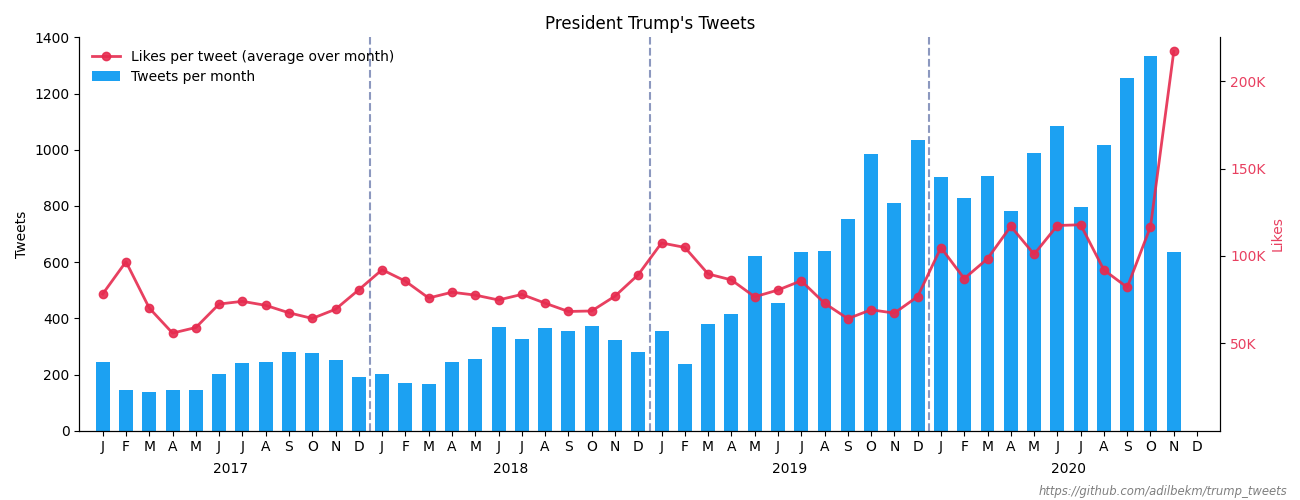 President Trump's Tweets
Likes per tweet (average over month)
Tweets per month
1400
1200
1000
800
600
400
200
0
Tweets
200K
150K
100K
50K
Likes
J F M A M J J A S O N D J F M A M J J A S O N D J F M A M J J A S O N D J F M A M J J A S O N D
2017 2018 2019 2020
https://github.com/adilbekm/trump_tweets